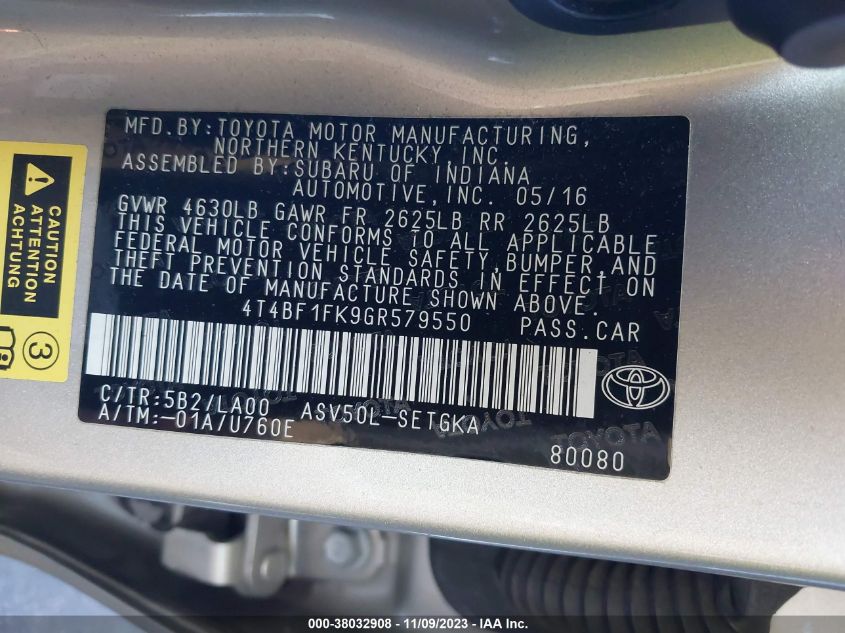 MFD.BY:TOYOTA MOTOR MANUFACTURING,
NORTHERN KENTUCKY,INC.
ASSEMBLED BY:SUBARU OF INDIANA
AUTOMOTIVE,INC. 05/16
GVWR 4630LB GAWR FR 2625LB RR 2625LB
THIS VEHICLE CONFORMS TO ALL APPLICABLE
FEDERAL MOTOR VEHICLE SAFETY,BUMPER,AND
THEFT PREVENTION STANDARDS IN EFFECT ON
THE DATE OF MANUFACTURE SHOWN ABOVE.
4T4BF1FK9GR579550 PASS.CAR
C/TR:5B2/LA00 ASV50L-SETGKA
A/TM:-01A/U760E
80080
CAUTION
ATTENTION
ACHTUNG
3
TOYOTA
TOYOTA
000-38032908 - 11/09/2023 - IAA Inc.